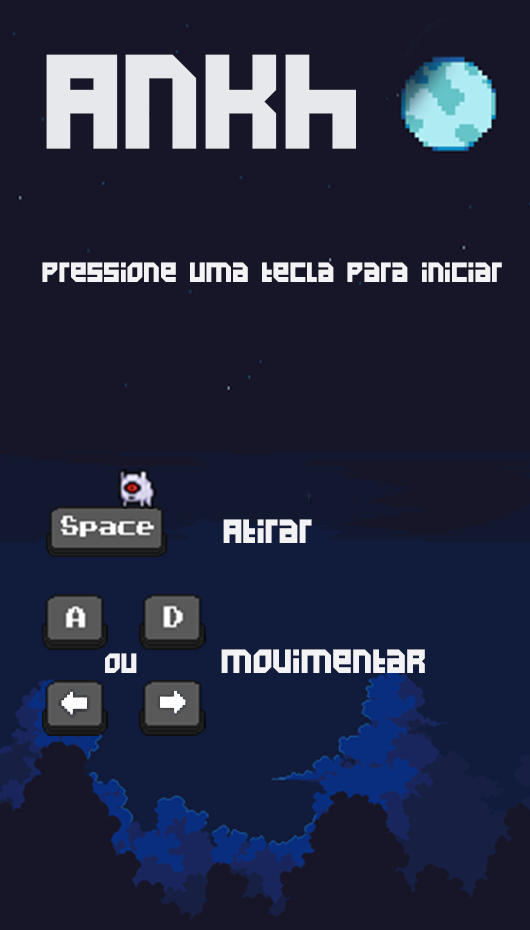 ANKh
Pressione uma tecla para iniciar
Space
Atirar
A D
ou
movimentar